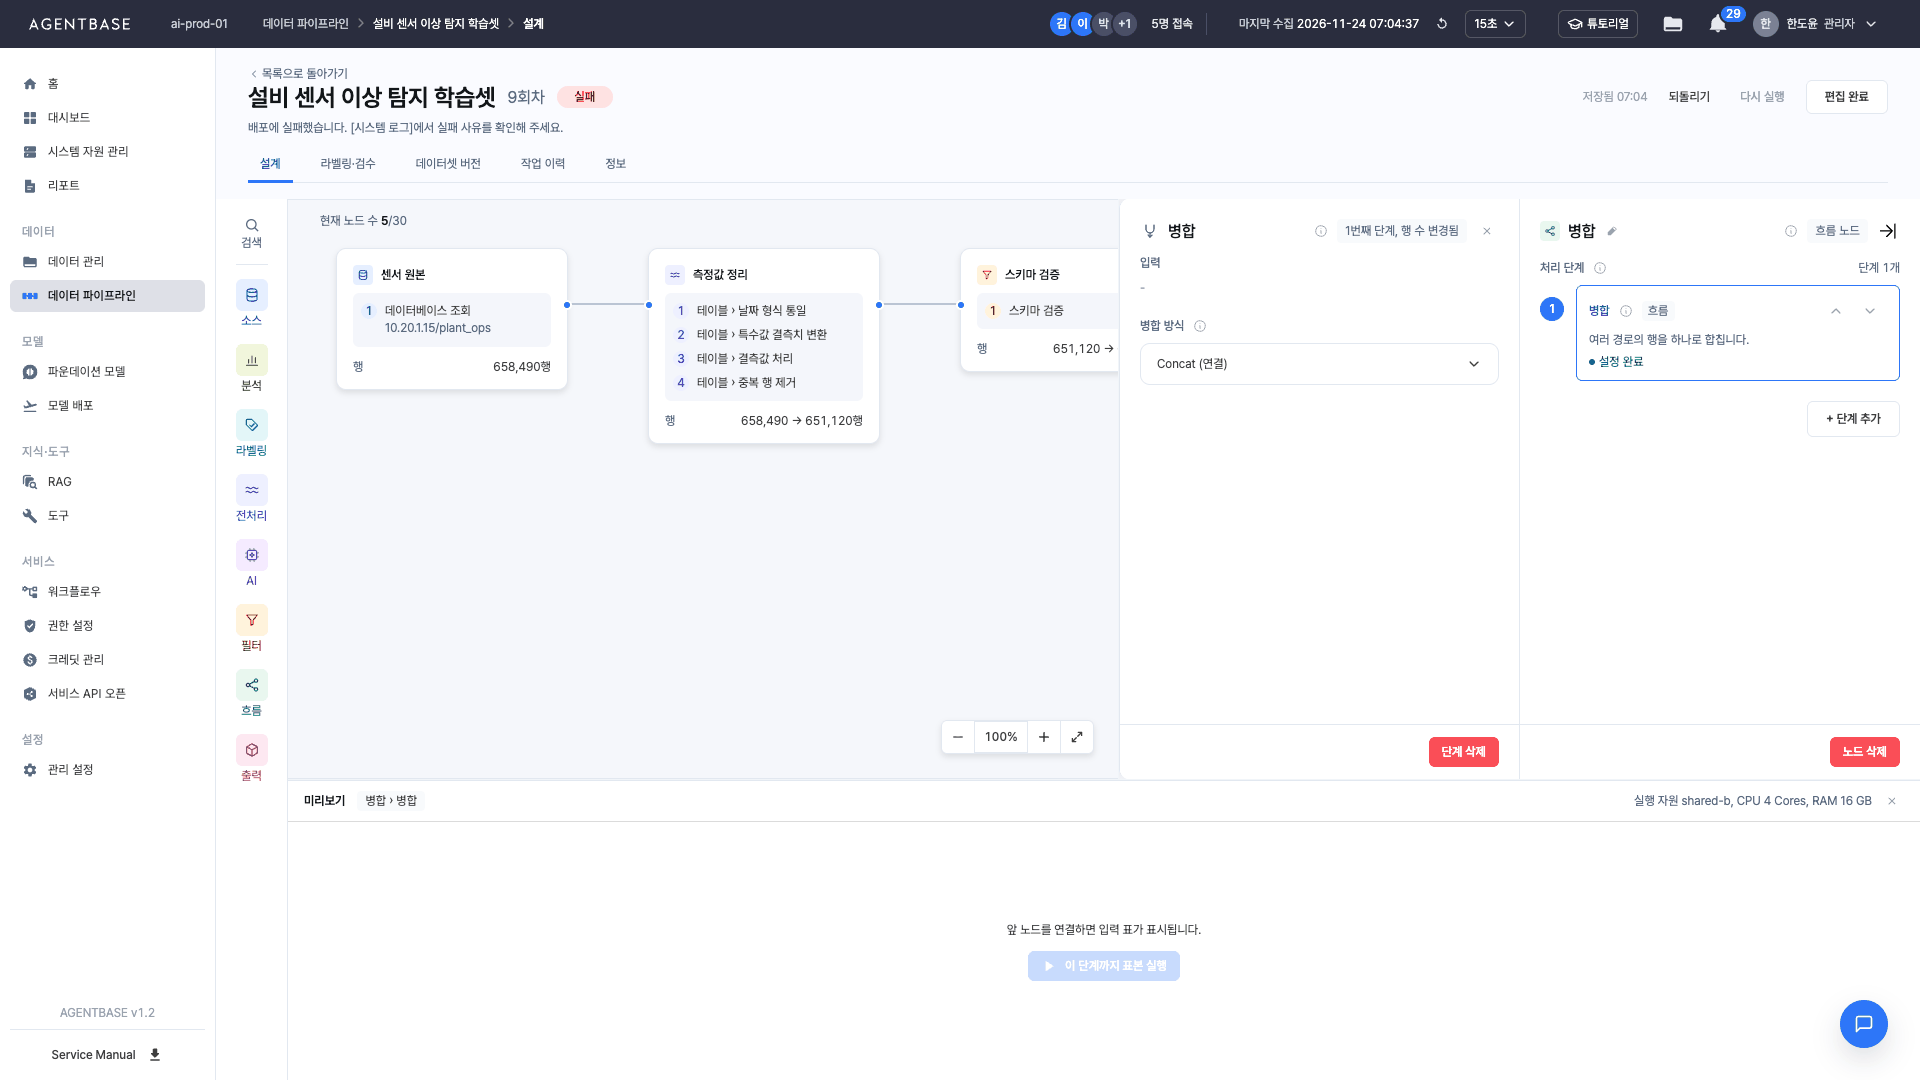 AGENTBASE
ai-prod-01
데이터 파이프라인 > 설비 센서 이상 탐지 학습셋 > 설계
김 이 박 +1 5명 접속
마지막 수집 2026-11-24 07:04:37
15초
튜토리얼
29
한 한도윤 관리자
홈
대시보드
시스템 자원 관리
리포트
데이터
데이터 관리
데이터 파이프라인
모델
파운데이션 모델
모델 배포
지식·도구
RAG
도구
서비스
워크플로우
권한 설정
크레딧 관리
서비스 API 오픈
설정
관리 설정
AGENTBASE v1.2
Service Manual
목록으로 돌아가기
설비 센서 이상 탐지 학습셋 9회차 실패
배포에 실패했습니다. [시스템 로그]에서 실패 사유를 확인해 주세요.
저장됨 07:04 되돌리기 다시 실행 편집 완료
설계 라벨링·검수 데이터셋 버전 작업 이력 정보
검색
소스
분석
라벨링
전처리
AI
필터
흐름
출력
현재 노드 수 5/30
센서 원본
1 데이터베이스 조회
10.20.1.15/plant_ops
행 658,490행
측정값 정리
1 테이블 › 날짜 형식 통일
2 테이블 › 특수값 결측치 변환
3 테이블 › 결측값 처리
4 테이블 › 중복 행 제거
행 658,490 → 651,120행
스키마 검증
1 스키마 검증
행 651,120 →
100%
병합
1번째 단계, 행 수 변경됨
입력
-
병합 방식
Concat (연결)
단계 삭제
병합
흐름 노드
처리 단계
단계 1개
1
병합 흐름
여러 경로의 행을 하나로 합칩니다.
설정 완료
+ 단계 추가
노드 삭제
미리보기 병합 › 병합
실행 자원 shared-b, CPU 4 Cores, RAM 16 GB
앞 노드를 연결하면 입력 표가 표시됩니다.
이 단계까지 표본 실행